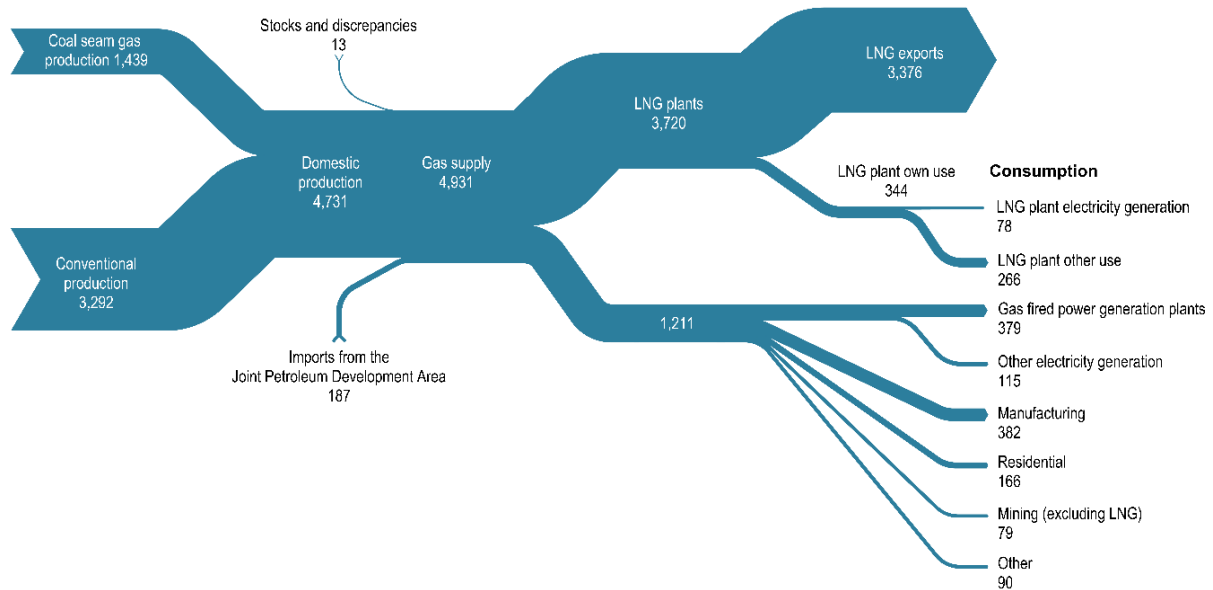 Coal seam gas
production 1,439
Stocks and discrepancies
13
LNG exports
3,376
LNG plants
3,720
Domestic
production
4,731
Gas supply
4,931
LNG plant own use
344
Consumption
LNG plant electricity generation
78
LNG plant other use
266
Conventional
production
3,292
1,211
Gas fired power generation plants
379
Imports from the
Joint Petroleum Development Area
187
Other electricity generation
115
Manufacturing
382
Residential
166
Mining (excluding LNG)
79
Other
90